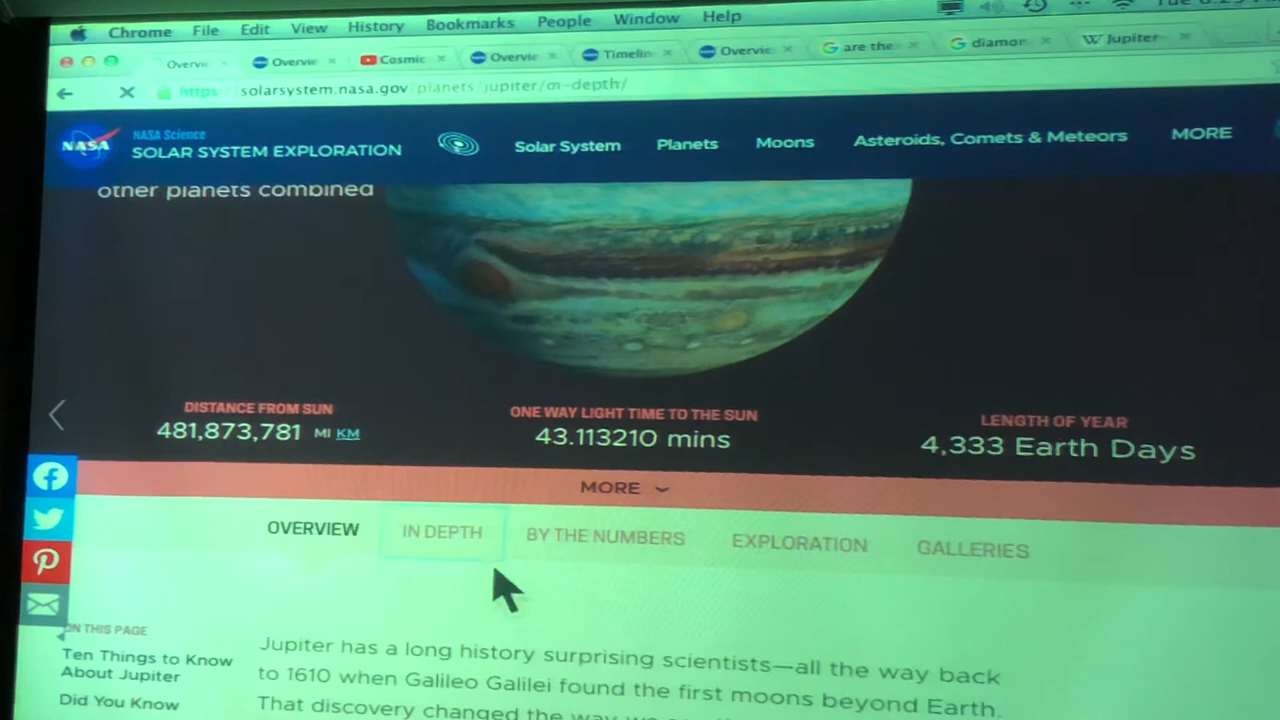 Chrome File Edit View History Bookmarks People Window Help
Overvie Overvie Cosmic Overvie Timelin Overvie are the diamon W Jupiter
https://solarsystem.nasa.gov/planets/jupiter/in-depth/
NASA
NASA Science
SOLAR SYSTEM EXPLORATION
Solar System Planets Moons Asteroids, Comets & Meteors MORE
other planets combined
DISTANCE FROM SUN
481,873,781 MI KM
ONE WAY LIGHT TIME TO THE SUN
43.113210 mins
LENGTH OF YEAR
4,333 Earth Days
MORE
OVERVIEW IN DEPTH BY THE NUMBERS EXPLORATION GALLERIES
ON THIS PAGE
Ten Things to Know
About Jupiter
Did You Know
Jupiter has a long history surprising scientists—all the way back
to 1610 when Galileo Galilei found the first moons beyond Earth.
That discovery changed the way